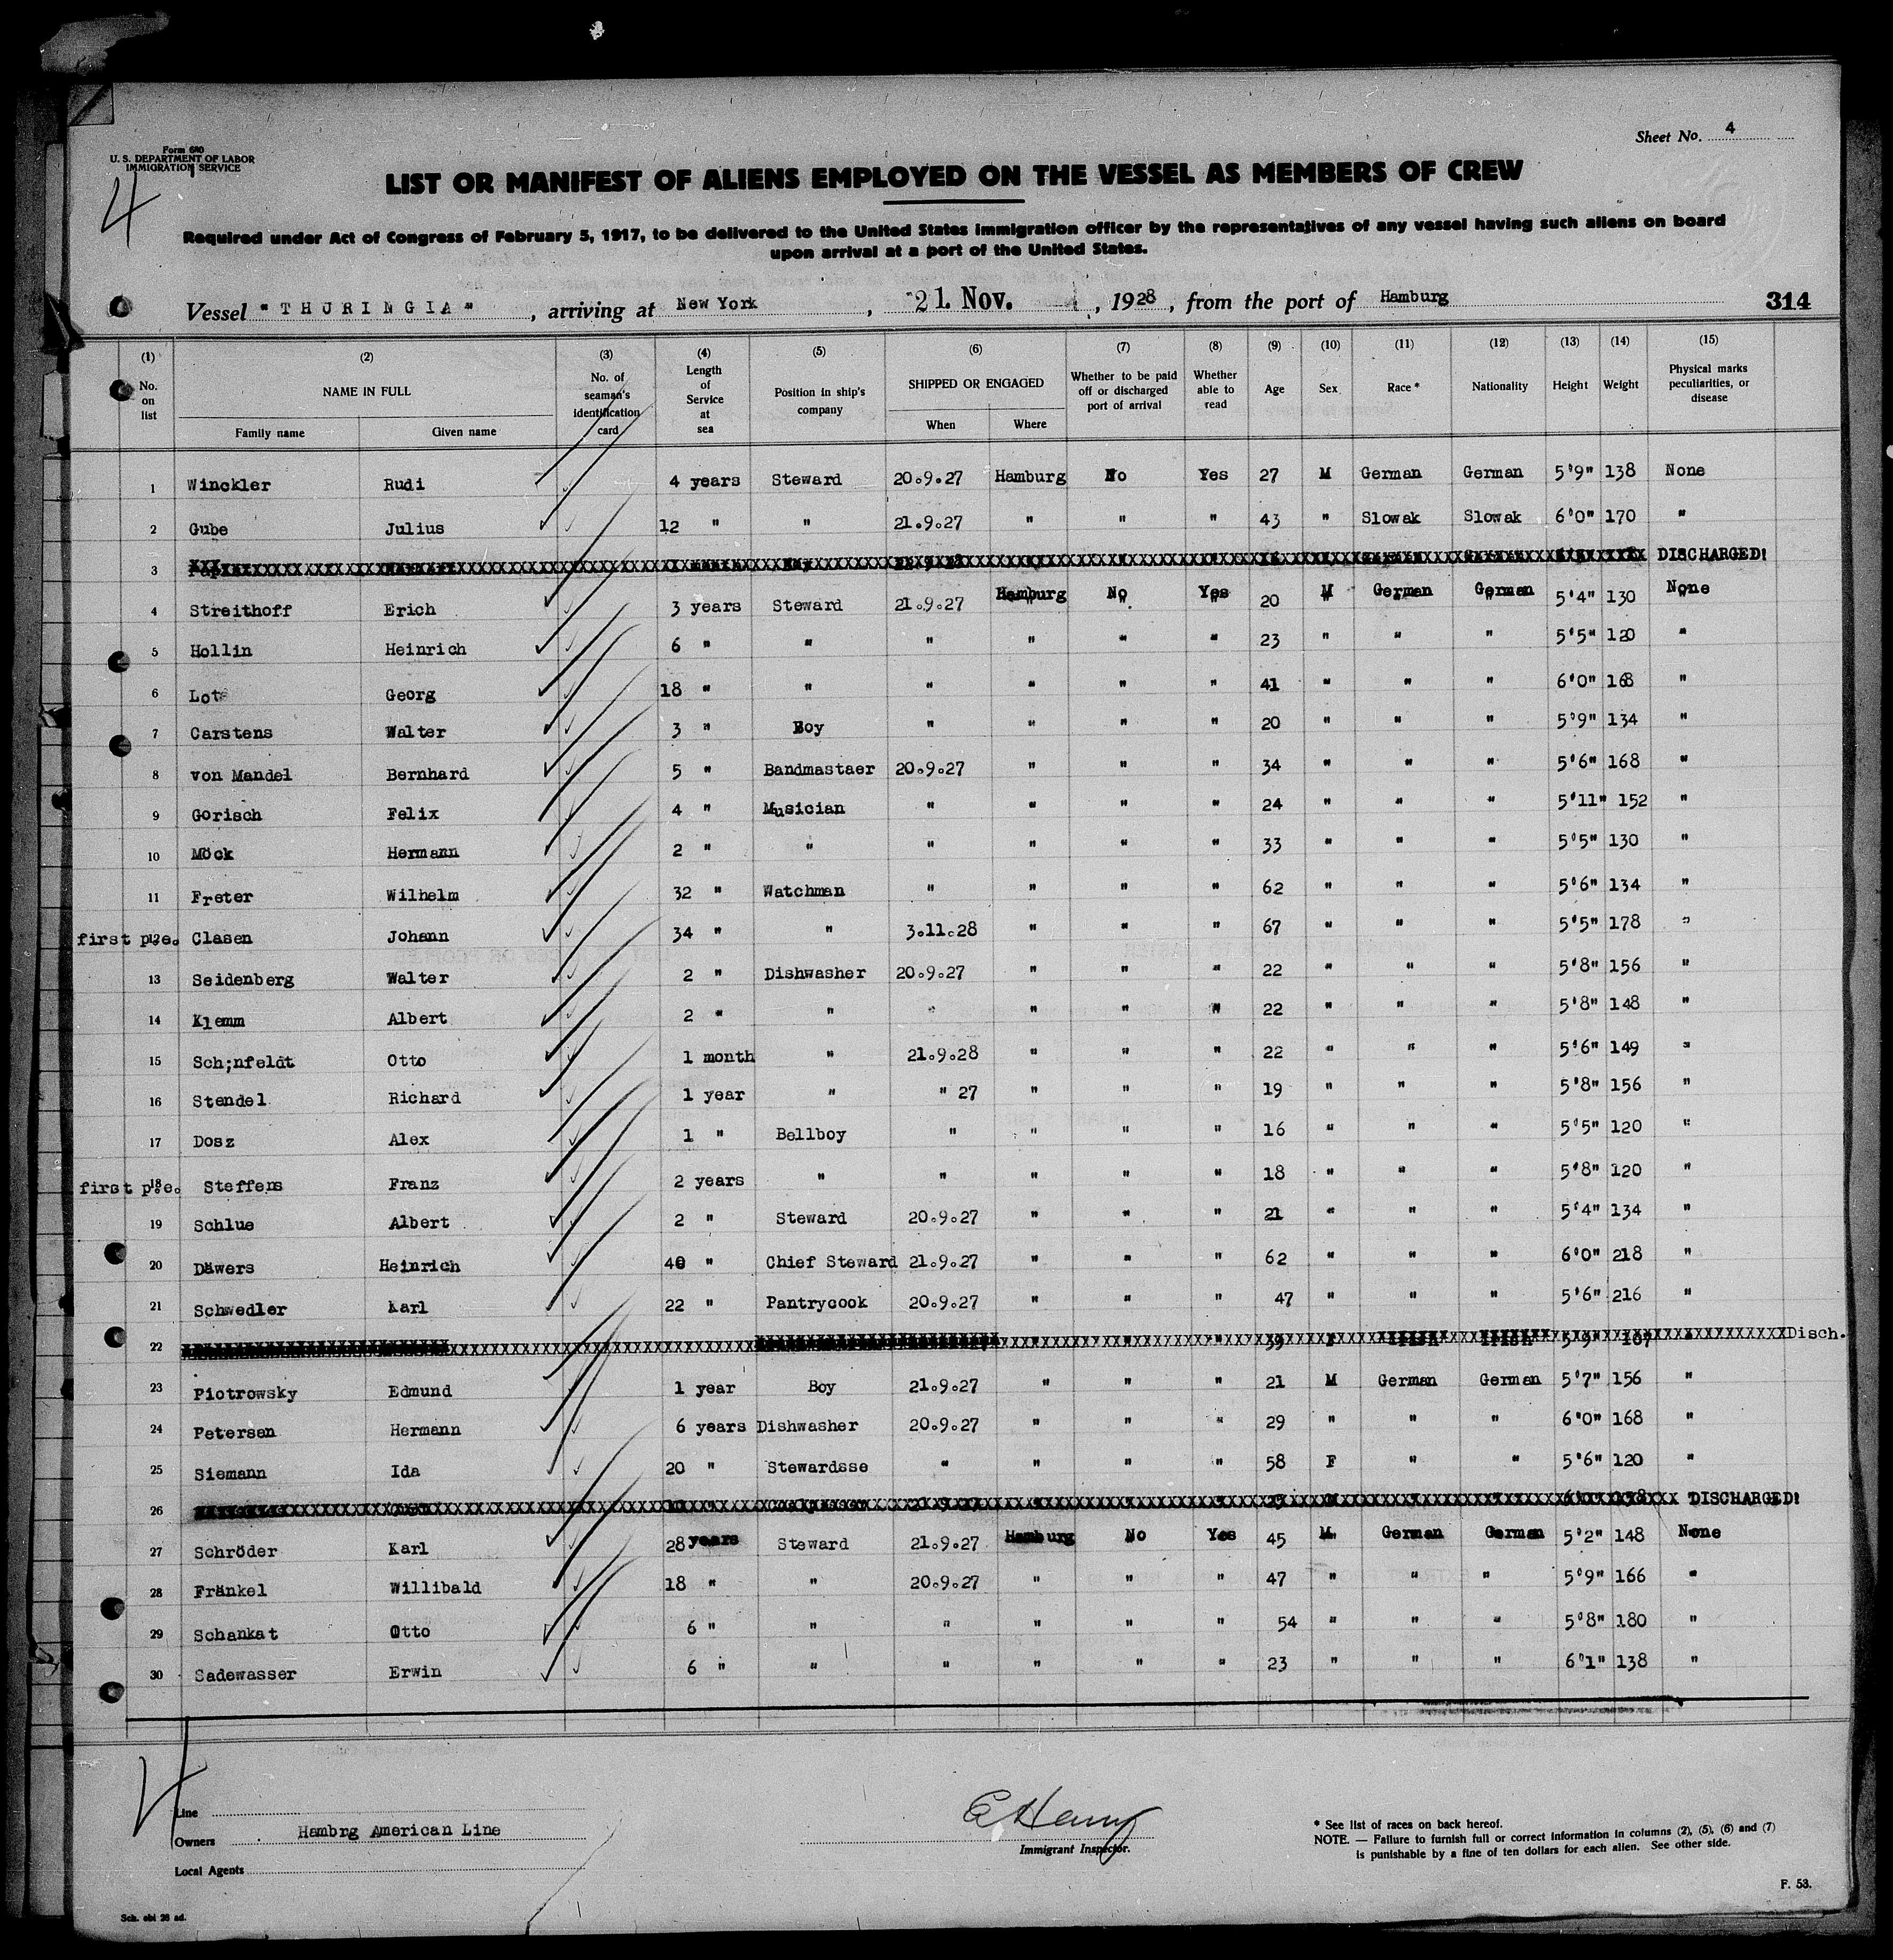 Sheet No. 4
Form 680
U. S. DEPARTMENT OF LABOR
IMMIGRATION SERVICE
4
LIST OR MANIFEST OF ALIENS EMPLOYED ON THE VESSEL AS MEMBERS OF CREW
Required under Act of Congress of February 5, 1917, to be delivered to the United States immigration officer by the representatives of any vessel having such aliens on board
upon arrival at a port of the United States.
Vessel "THURINGIA", arriving at New York, 21. Nov., 1928, from the port of Hamburg 314
(1) (2) (3) (4) (5) (6) (7) (8) (9) (10) (11) (12) (13) (14) (15)
No. on list NAME IN FULL Family name Given name No. of seaman's identification card Length of Service at sea Position in ship's company SHIPPED OR ENGAGED When Where Whether to be paid off or discharged port of arrival Whether able to read Age Sex Race* Nationality Height Weight Physical marks peculiarities, or disease
1 Winckler Rudi 4 years Steward 20.9.27 Hamburg No Yes 27 M German German 5'9" 138 None
2 Gube Julius 12 " " 21.9.27 " " " 43 " Slowak Slowak 6'0" 170 "
3 DISCHARGED!
4 Streithoff Erich 3 years Steward 21.9.27 Hamburg No Yes 20 M German German 5'4" 130 None
5 Hollin Heinrich 6 " " " " " " 23 " " " 5'5" 120 "
6 Georg 18 " " " " " " 41 " " " 6'0" 168 "
7 Carstens Walter 3 " Boy " " " " 20 " " " 5'9" 134 "
8 von Mandel Bernhard 5 " Bandmastaer 20.9.27 " " " 34 " " " 5'6" 168 "
9 Gorisch Felix 4 " Musician " " " " 24 " " " 5'11" 152 "
10 Möck Hermann 2 " " " " " " 33 " " " 5'5" 130 "
11 Freter Wilhelm 32 " Watchman " " " " 62 " " " 5'6" 134 "
first p.e. 12 Clasen Johann 34 " " 3.11.28 " " " 67 " " " 5'5" 178 "
13 Seidenberg Walter 2 " Dishwasher 20.9.27 " " " 22 " " " 5'8" 156 "
14 Klemm Albert 2 " " " " " " 22 " " " 5'8" 148 "
15 Sch;nfeldt Otto 1 month " 21.9.28 " " " 22 " " " 5'6" 149 "
16 Stendel Richard 1 year " " 27 " " " 19 " " " 5'8" 156 "
17 Dosz Alex 1 " Bellboy " " " " 16 " " " 5'5" 120 "
first p.e. 18 Steffens Franz 2 years " " " " " 18 " " " 5'8" 120 "
19 Schlue Albert 2 " Steward 20.9.27 " " " 21 " " " 5'4" 134 "
20 Däwers Heinrich 40 " Chief Steward 21.9.27 " " " 62 " " " 6'0" 218 "
21 Schwedler Karl 22 " Pantrycook 20.9.27 " " " 47 " " " 5'6" 216 "
22 39 F Irish Irish 5'9" 167 " Disch.
23 Piotrowsky Edmund 1 year Boy 21.9.27 " " " 21 M German German 5'7" 156 "
24 Petersen Hermann 6 years Dishwasher 20.9.27 " " " 29 " " " 6'0" 168 "
25 Siemann Ida 20 " Stewardsse " " " " 58 F " " 5'6" 120 "
26 DISCHARGED!
27 Schröder Karl 28 years Steward 21.9.27 Hamburg No Yes 45 M German German 5'2" 148 None
28 Fränkel Willibald 18 " " 20.9.27 " " " 47 " " " 5'9" 166 "
29 Schankat Otto 6 " " " " " " 54 " " " 5'8" 180 "
30 Sadewasser Erwin 6 " " " " " " 23 " " " 6'1" 138 "
4
Line
Owners Hambrg American Line
Local Agents
Immigrant Inspector.
* See list of races on back hereof.
NOTE. — Failure to furnish full or correct information in columns (2), (5), (6) and (7)
is punishable by a fine of ten dollars for each alien. See other side.
F. 53.